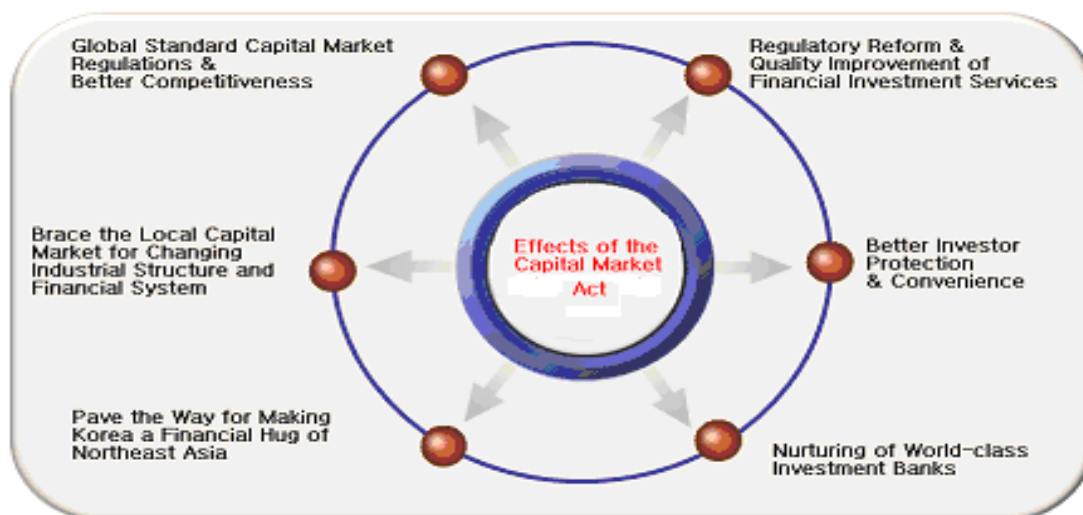 Global Standard Capital Market
Regulations &
Better Competitiveness
Regulatory Reform &
Quality Improvement of
Financial Investment Services
Brace the Local Capital
Market for Changing
Industrial Structure and
Financial System
Effects of the
Capital Market
Act
Better Investor
Protection
& Convenience
Pave the Way for Making
Korea a Financial Hug of
Northeast Asia
Nurturing of World-class
Investment Banks